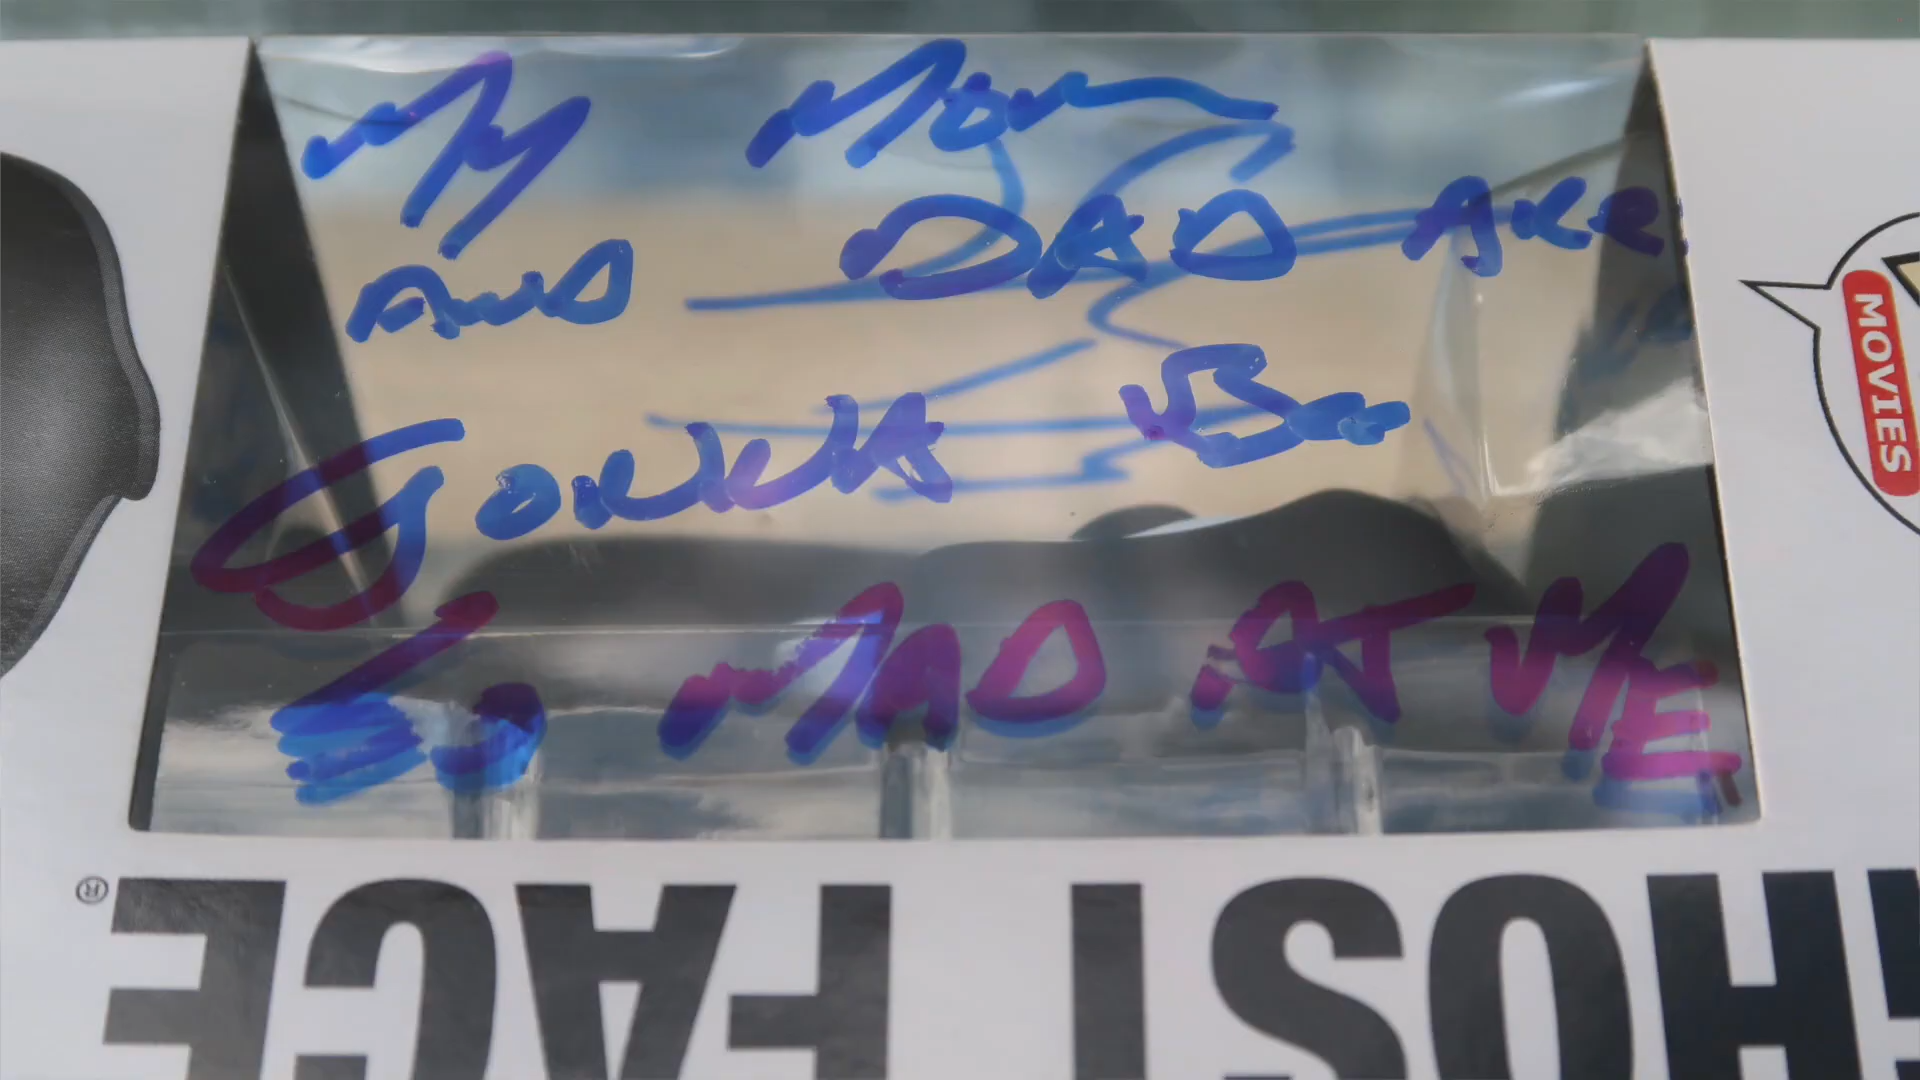 My Mom
And DAD ARE
GONNA Be
So MAD AT ME
MOVIES
GHOST FACE®